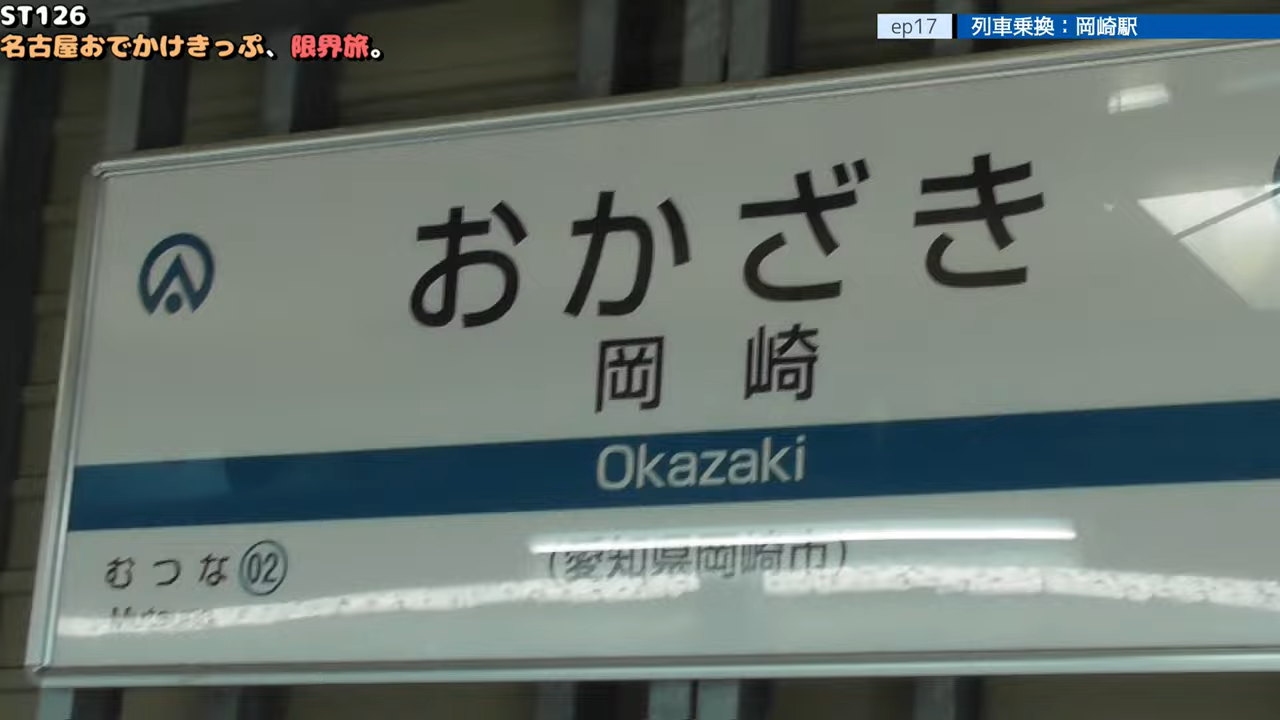 ST126
名古屋おでかけきっぷ、限界旅。
ep17 列車乗換：岡崎駅
おかざき
岡崎
Okazaki
むつな 02
(愛知県岡崎市)